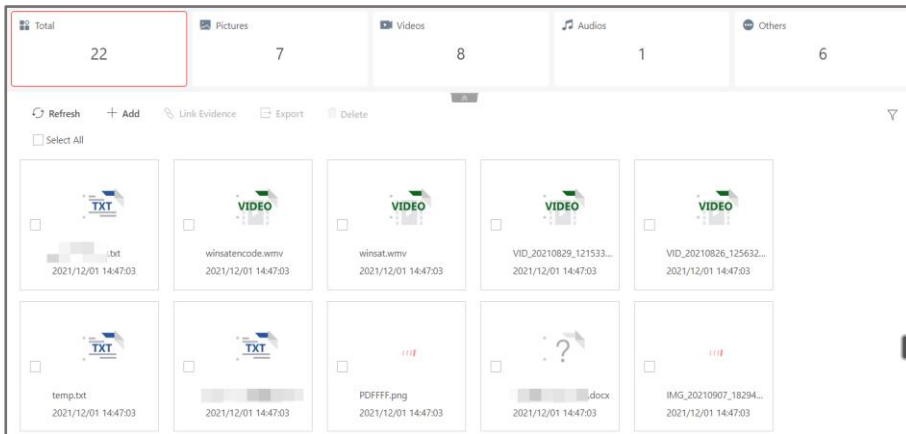 Total
22
Pictures
7
Videos
8
Audios
1
Others
6
Refresh
Add
Link Evidence
Export
Delete
Select All
TXT
VIDEO
VIDEO
VIDEO
VIDEO
.txt
winsatencode.wmv
winsat.wmv
VID_20210829_121533...
VID_20210826_125632...
2021/12/01 14:47:03
2021/12/01 14:47:03
2021/12/01 14:47:03
2021/12/01 14:47:03
2021/12/01 14:47:03
TXT
TXT
?
temp.txt
PDFFFF.png
.docx
IMG_20210907_18294...
2021/12/01 14:47:03
2021/12/01 14:47:03
2021/12/01 14:47:03
2021/12/01 14:47:03
2021/12/01 14:47:03